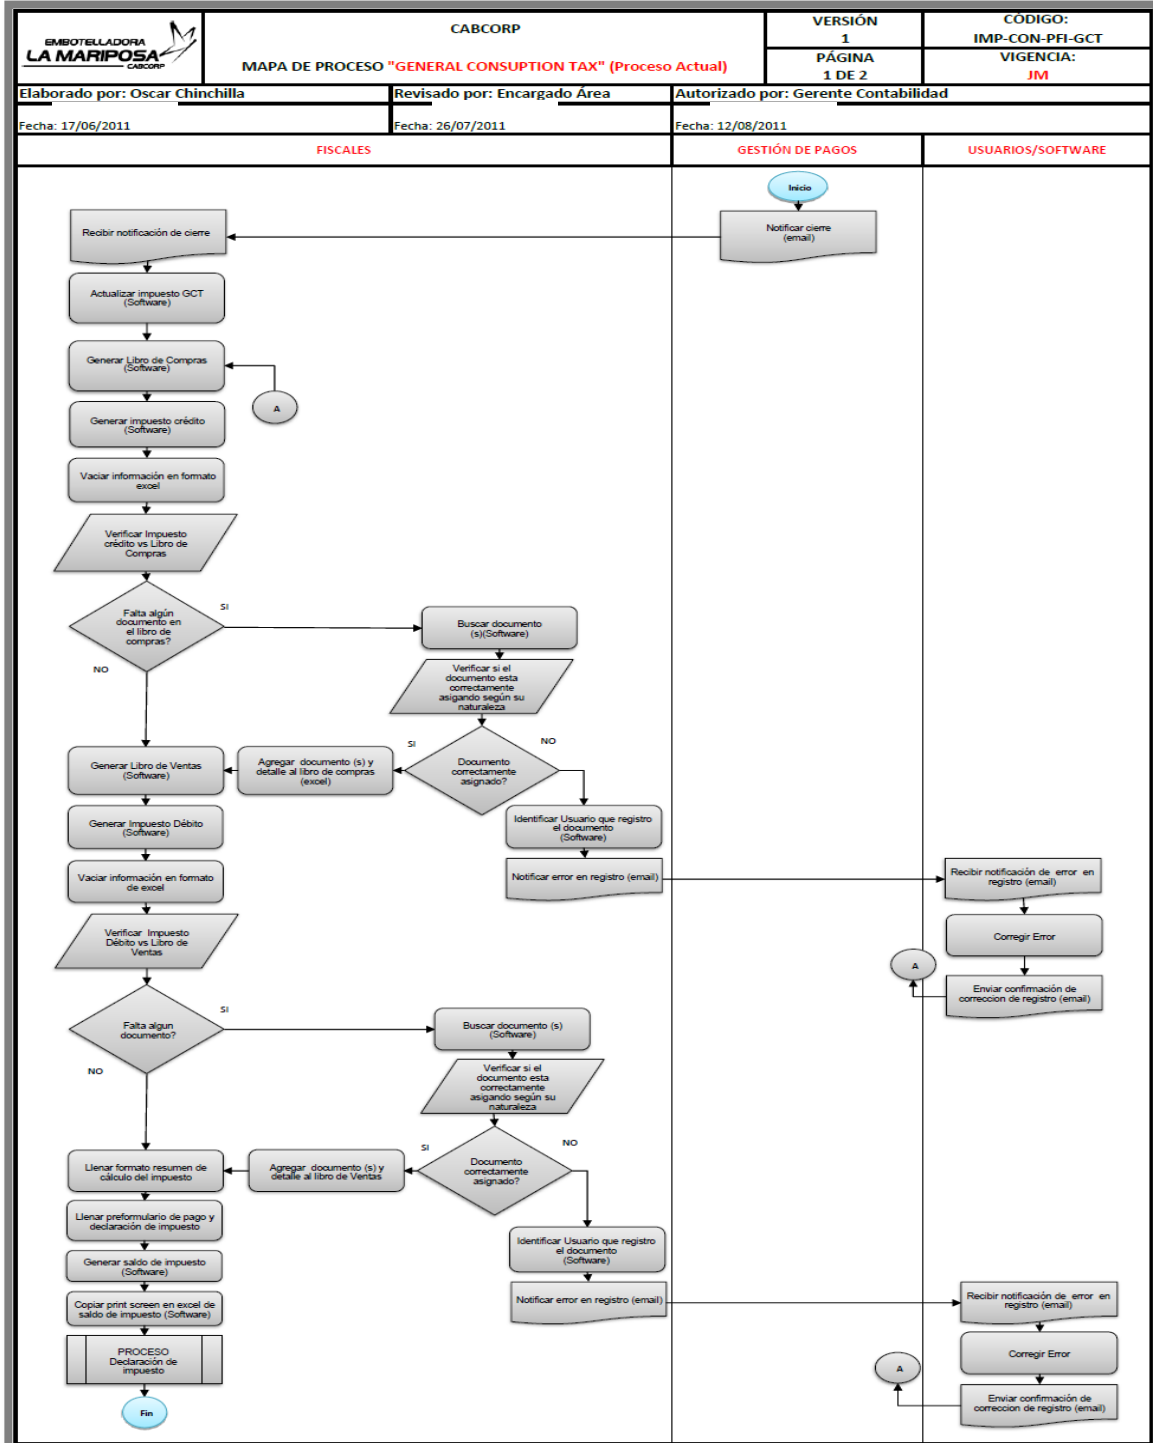 EMBOTELLADORA
LA MARIPOSA
CABCORP
CABCORP
MAPA DE PROCESO "GENERAL CONSUPTION TAX" (Proceso Actual)
VERSIÓN
1
PÁGINA
1 DE 2
CÓDIGO:
IMP-CON-PFI-GCT
VIGENCIA:
JM
Elaborado por: Oscar Chinchilla
Revisado por: Encargado Área
Autorizado por: Gerente Contabilidad
Fecha: 17/06/2011
Fecha: 26/07/2011
Fecha: 12/08/2011
FISCALES
GESTIÓN DE PAGOS
USUARIOS/SOFTWARE
Inicio
Notificar cierre
(email)
Recibir notificación de cierre
Actualizar impuesto GCT
(Software)
Generar Libro de Compras
(Software)
A
Generar impuesto crédito
(Software)
Vaciar información en formato
excel
Verificar Impuesto
crédito vs Libro de
Compras
Falta algún
documento en
el libro de
compras?
SI
NO
Buscar documento
(s)(Software)
Verificar si el
documento esta
correctamente
asigando según su
naturaleza
Documento
correctamente
asignado?
SI
NO
Agregar documento (s) y
detalle al libro de compras
(excel)
Generar Libro de Ventas
(Software)
Identificar Usuario que registro
el documento
(Software)
Notificar error en registro (email)
Recibir notificación de error en
registro (email)
Corregir Error
Enviar confirmación de
correccion de registro (email)
A
Generar Impuesto Débito
(Software)
Vaciar información en formato
de excel
Verificar Impuesto
Débito vs Libro de
Ventas
Falta algun
documento?
SI
NO
Buscar documento (s)
(Software)
Verificar si el
documento esta
correctamente
asigando según su
naturaleza
Documento
correctamente
asignado?
SI
NO
Agregar documento (s) y
detalle al libro de Ventas
Llenar formato resumen de
cálculo del impuesto
Identificar Usuario que registro
el documento
(Software)
Notificar error en registro (email)
Recibir notificación de error en
registro (email)
Corregir Error
Enviar confirmación de
correccion de registro (email)
A
Llenar preformulario de pago y
declaración de impuesto
Generar saldo de impuesto
(Software)
Copiar print screen en excel de
saldo de impuesto (Software)
PROCESO
Declaración de
impuesto
Fin